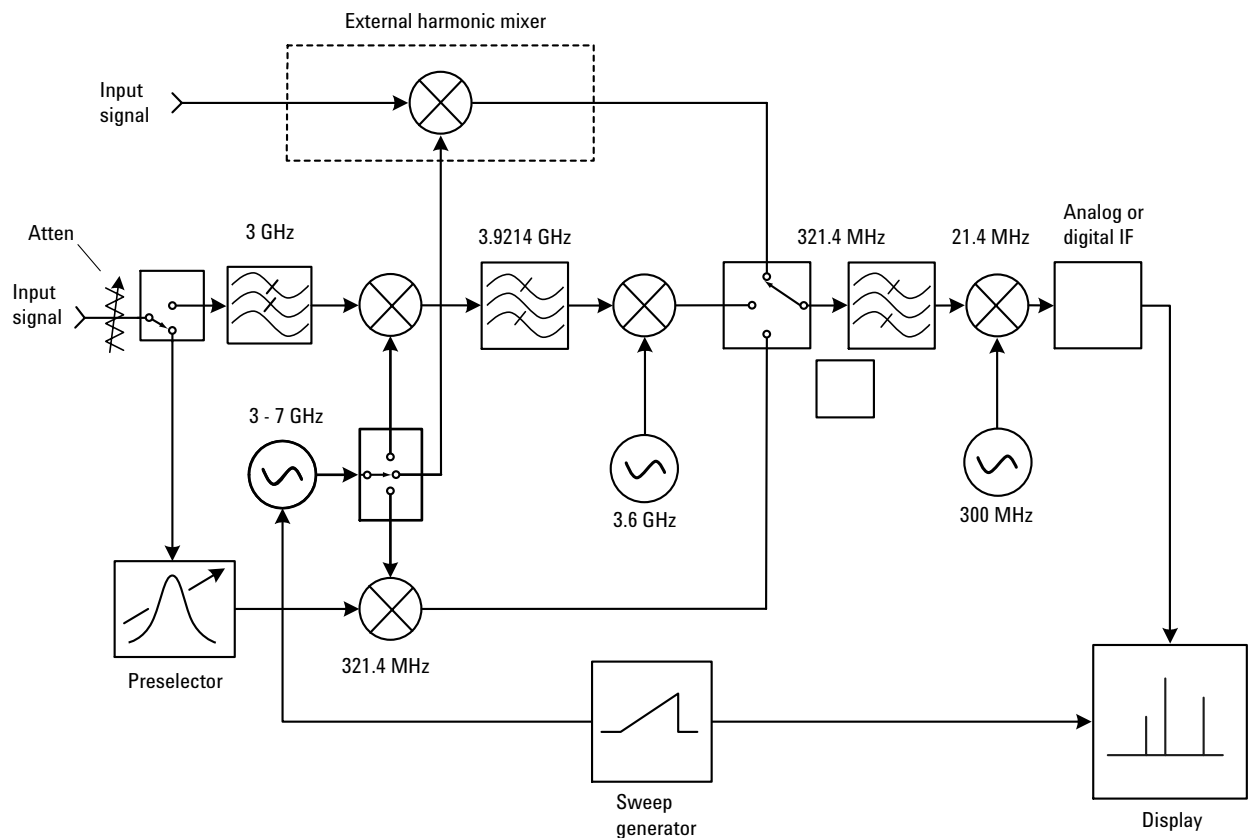 External harmonic mixer
Input
signal
Atten
3 GHz
3.9214 GHz
321.4 MHz
21.4 MHz
Analog or
digital IF
Input
signal
3 - 7 GHz
3.6 GHz
300 MHz
321.4 MHz
Preselector
Sweep
generator
Display